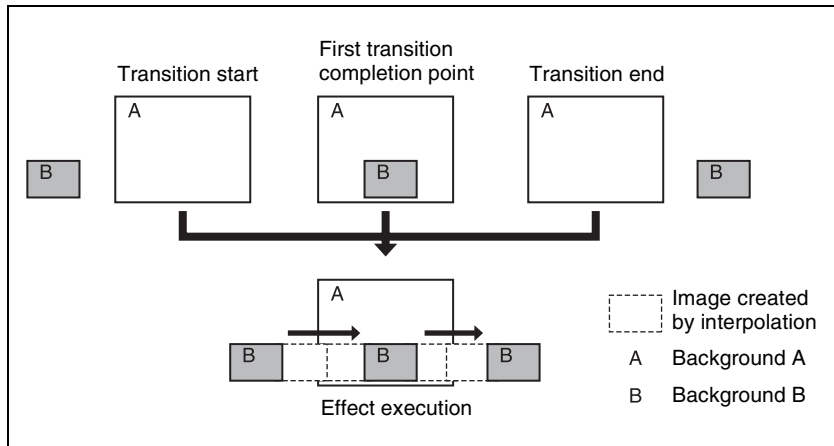 Transition start
First transition
completion point
Transition end
A
A
A
B
B
B
A
B
B
B
Effect execution
Image created
by interpolation
A Background A
B Background B